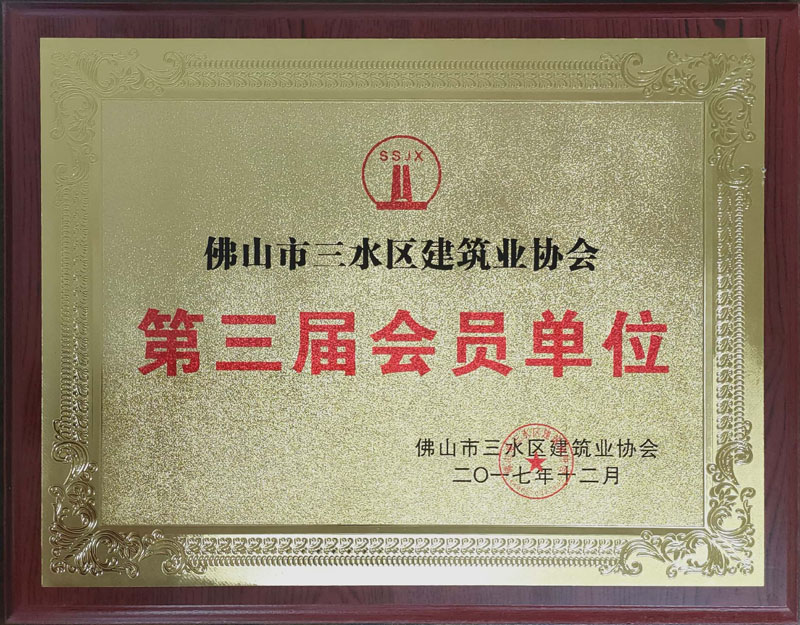 SSJX
佛山市三水区建筑业协会
第三届会员单位
佛山市三水区建筑业协会
二〇一七年十二月